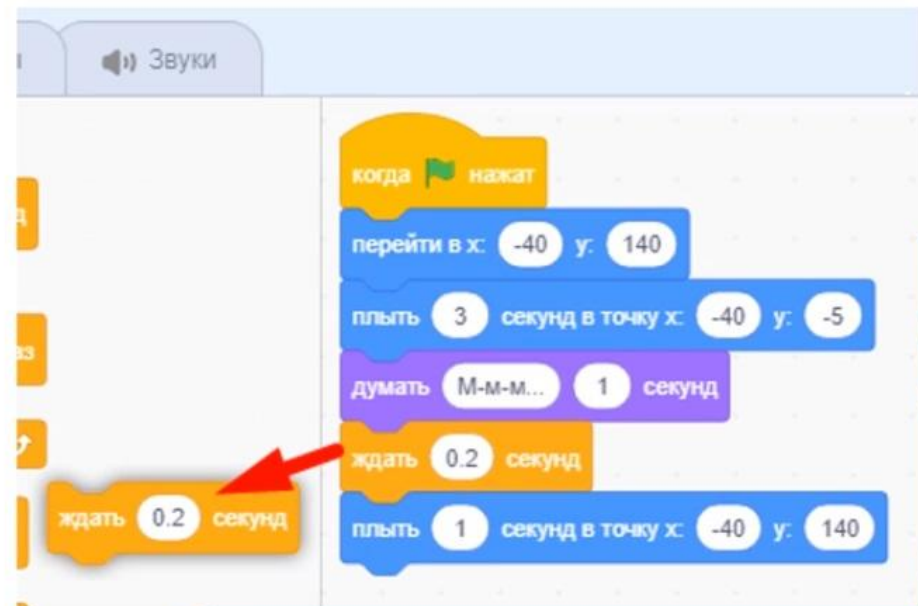 Звуки
когда нажат
перейти в x: -40 y: 140
плыть 3 секунд в точку x: -40 y: -5
думать М-м-м... 1 секунд
ждать 0.2 секунд
ждать 0.2 секунд
плыть 1 секунд в точку x: -40 y: 140